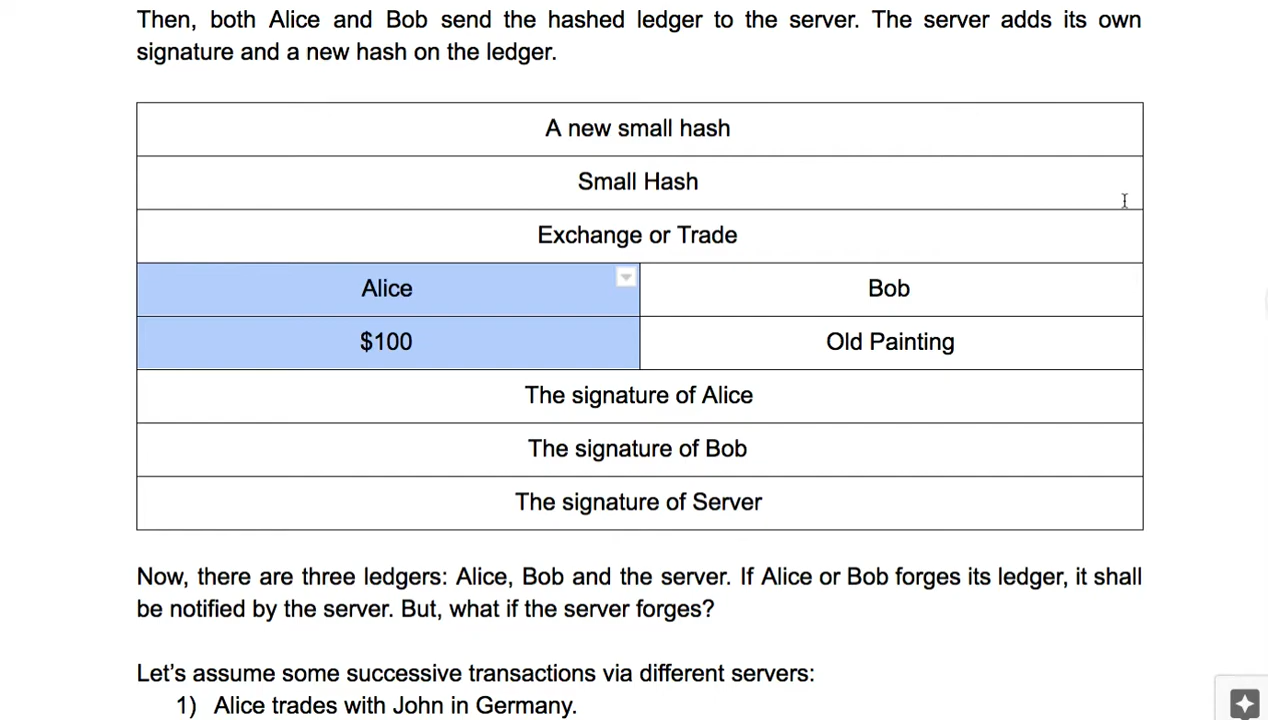 Then, both Alice and Bob send the hashed ledger to the server. The server adds its own
signature and a new hash on the ledger.
A new small hash
Small Hash
Exchange or Trade
Alice Bob
$100 Old Painting
The signature of Alice
The signature of Bob
The signature of Server
Now, there are three ledgers: Alice, Bob and the server. If Alice or Bob forges its ledger, it shall
be notified by the server. But, what if the server forges?
Let’s assume some successive transactions via different servers:
1) Alice trades with John in Germany.